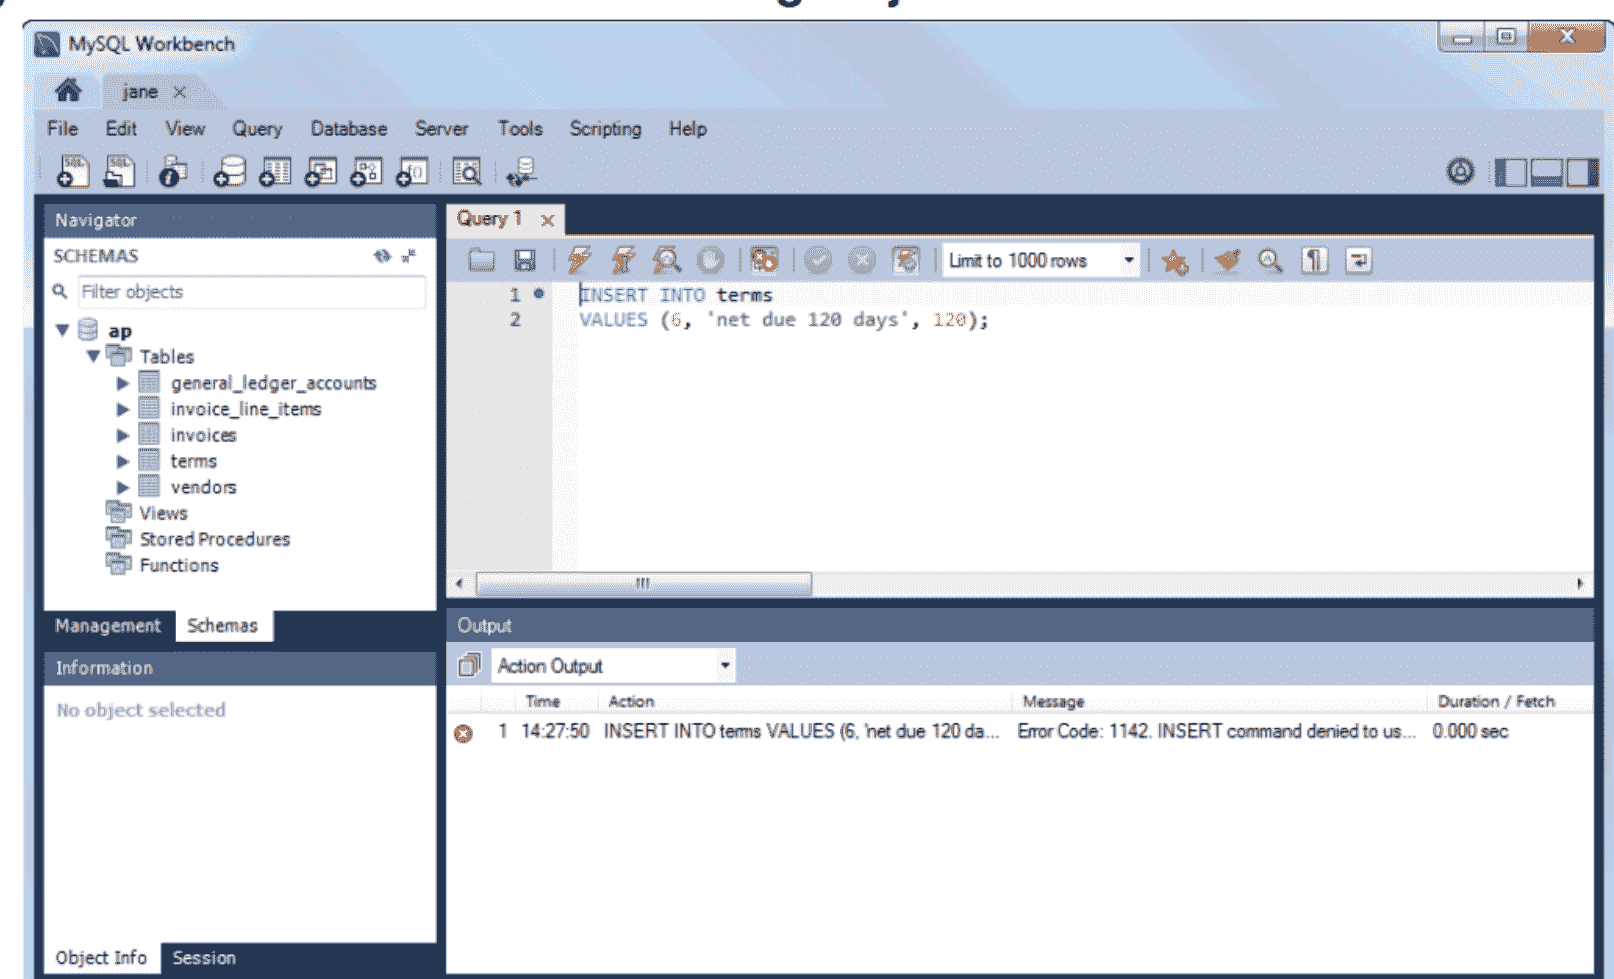 MySQL Workbench
jane
File Edit View Query Database Server Tools Scripting Help
Navigator
SCHEMAS
Filter objects
ap
Tables
general_ledger_accounts
invoice_line_items
invoices
terms
vendors
Views
Stored Procedures
Functions
Management Schemas
Information
No object selected
Object Info Session
Query 1
Limit to 1000 rows
1 INSERT INTO terms
2 VALUES (6, 'net due 120 days', 120);
Output
Action Output
Time Action Message Duration / Fetch
1 14:27:50 INSERT INTO terms VALUES (6, 'net due 120 da... Error Code: 1142. INSERT command denied to us... 0.000 sec